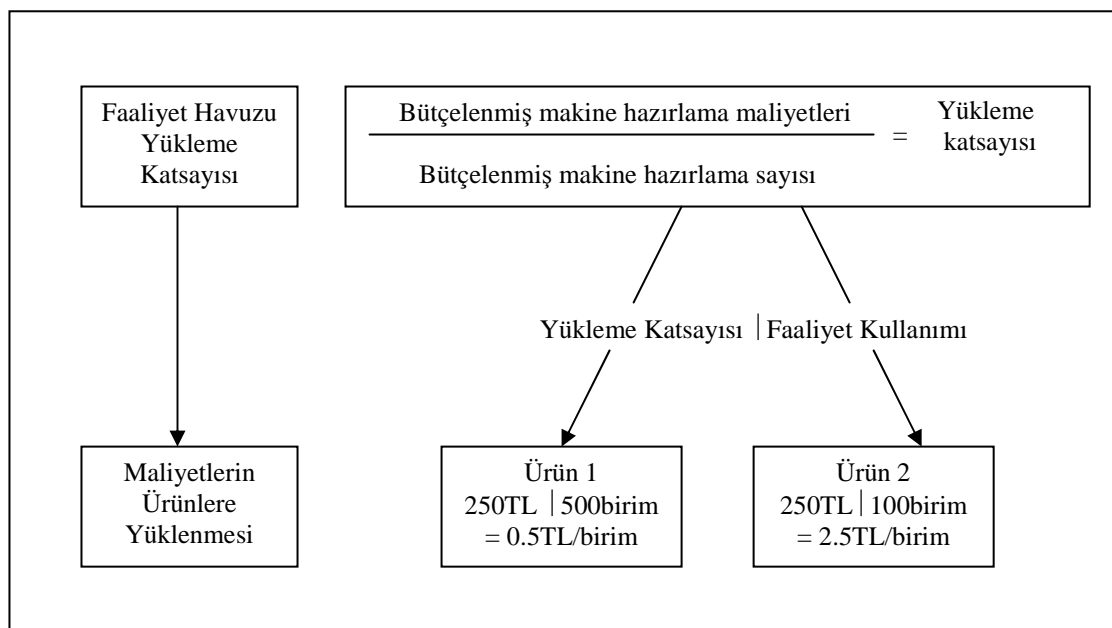 Faaliyet Havuzu
Yükleme
Katsayısı
Bütçelenmiş makine hazırlama maliyetleri
Bütçelenmiş makine hazırlama sayısı
=
Yükleme
katsayısı
Yükleme Katsayısı | Faaliyet Kullanımı
Maliyetlerin
Ürünlere
Yüklenmesi
Ürün 1
250TL | 500birim
= 0.5TL/birim
Ürün 2
250TL | 100birim
= 2.5TL/birim